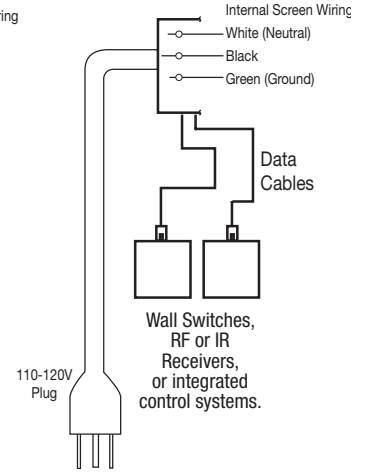 Internal Screen Wiring
White (Neutral)
Black
Green (Ground)
Data
Cables
Wall Switches,
RF or IR
Receivers,
or integrated
control systems.
110-120V
Plug